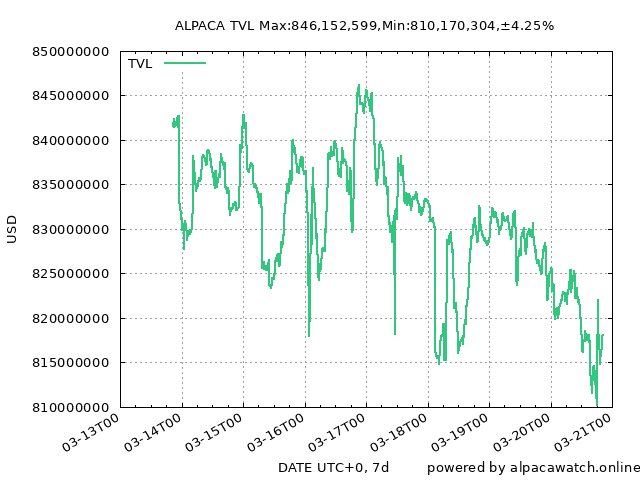 ALPACA TVL Max:846,152,599,Min:810,170,304,±4.25%
TVL
850000000
845000000
840000000
835000000
830000000
825000000
820000000
815000000
810000000
USD
03-13T00
03-14T00
03-15T00
03-16T00
03-17T00
03-18T00
03-19T00
03-20T00
03-21T00
DATE UTC+0, 7d
powered by alpacawatch.online